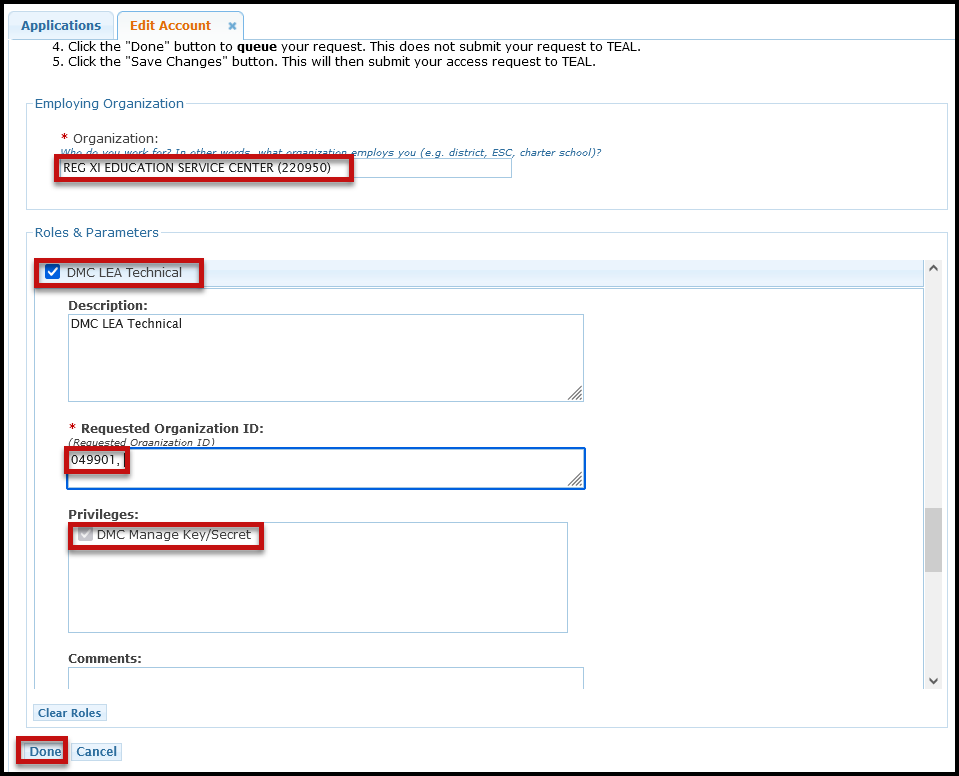 Applications Edit Account ×
4. Click the "Done" button to queue your request. This does not submit your request to TEAL.
5. Click the "Save Changes" button. This will then submit your access request to TEAL.
Employing Organization
* Organization:
Who do you work for? In other words, what organization employs you (e.g. district, ESC, charter school)?
REG XI EDUCATION SERVICE CENTER (220950)
Roles & Parameters
DMC LEA Technical
Description:
DMC LEA Technical
* Requested Organization ID:
(Requested Organization ID)
049901,
Privileges:
DMC Manage Key/Secret
Comments:
Clear Roles
Done Cancel